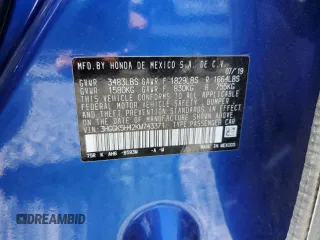 MFG. BY HONDA DE MEXICO S.A. DE C.V.
07/19
GVWR 3483LBS GAWR F 1829LBS R 1664LBS
GVWR 1580KG GAWR F 830KG R 755KG
THIS VEHICLE CONFORMS TO ALL APPLICABLE
FEDERAL MOTOR VEHICLE SAFETY, BUMPER
AND THEFT PREVENTION STANDARDS IN EFFECT
ON THE DATE OF MANUFACTURE SHOWN ABOVE.
V.I.N.
TYPE: PASSENGER CAR
MADE IN MEXICO
DREAMBID